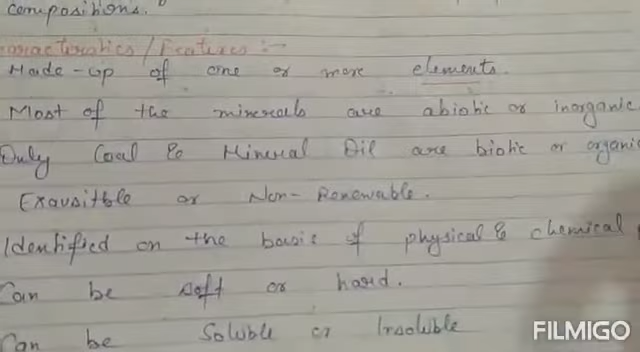 compositions."
aracteristics / Features :-
Made-up of one or more elements.
Most of the minerals are abiotic or inorganic
Only Coal & Mineral Oil are biotic or organic
Exausitble or Non-Renewable.
Identified on the basis of physical & chemical
Can be soft or hard.
Can be Soluble or Insoluble
FILMIGO